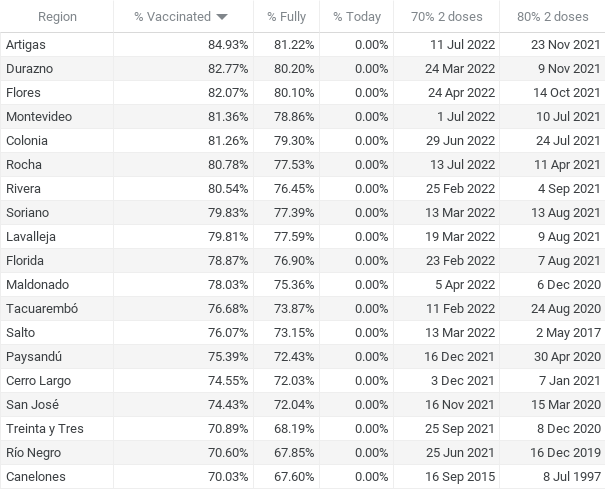 Region % Vaccinated % Fully % Today 70% 2 doses 80% 2 doses
Artigas 84.93% 81.22% 0.00% 11 Jul 2022 23 Nov 2021
Durazno 82.77% 80.20% 0.00% 24 Mar 2022 9 Nov 2021
Flores 82.07% 80.10% 0.00% 24 Apr 2022 14 Oct 2021
Montevideo 81.36% 78.86% 0.00% 1 Jul 2022 10 Jul 2021
Colonia 81.26% 79.30% 0.00% 29 Jun 2022 24 Jul 2021
Rocha 80.78% 77.53% 0.00% 13 Jul 2022 11 Apr 2021
Rivera 80.54% 76.45% 0.00% 25 Feb 2022 4 Sep 2021
Soriano 79.83% 77.39% 0.00% 13 Mar 2022 13 Aug 2021
Lavalleja 79.81% 77.59% 0.00% 19 Mar 2022 9 Aug 2021
Florida 78.87% 76.90% 0.00% 23 Feb 2022 7 Aug 2021
Maldonado 78.03% 75.36% 0.00% 5 Apr 2022 6 Dec 2020
Tacuarembó 76.68% 73.87% 0.00% 11 Feb 2022 24 Aug 2020
Salto 76.07% 73.15% 0.00% 13 Mar 2022 2 May 2017
Paysandú 75.39% 72.43% 0.00% 16 Dec 2021 30 Apr 2020
Cerro Largo 74.55% 72.03% 0.00% 3 Dec 2021 7 Jan 2021
San José 74.43% 72.04% 0.00% 16 Nov 2021 15 Mar 2020
Treinta y Tres 70.89% 68.19% 0.00% 25 Sep 2021 8 Dec 2020
Río Negro 70.60% 67.85% 0.00% 25 Jun 2021 16 Dec 2019
Canelones 70.03% 67.60% 0.00% 16 Sep 2015 8 Jul 1997